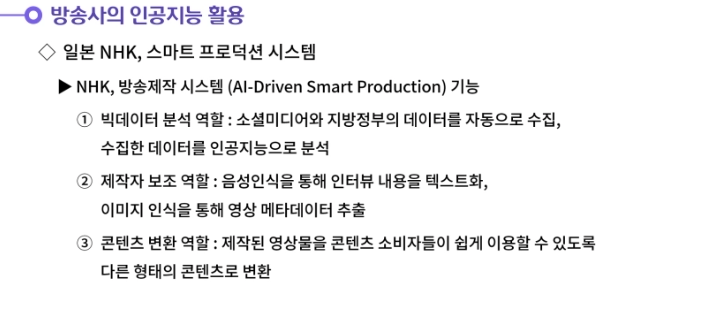 방송사의 인공지능 활용
◇ 일본 NHK, 스마트 프로덕션 시스템
▶ NHK, 방송제작 시스템 (AI-Driven Smart Production) 기능
① 빅데이터 분석 역할 : 소셜미디어와 지방정부의 데이터를 자동으로 수집,
수집한 데이터를 인공지능으로 분석
② 제작자 보조 역할 : 음성인식을 통해 인터뷰 내용을 텍스트화,
이미지 인식을 통해 영상 메타데이터 추출
③ 콘텐츠 변환 역할 : 제작된 영상물을 콘텐츠 소비자들이 쉽게 이용할 수 있도록
다른 형태의 콘텐츠로 변환